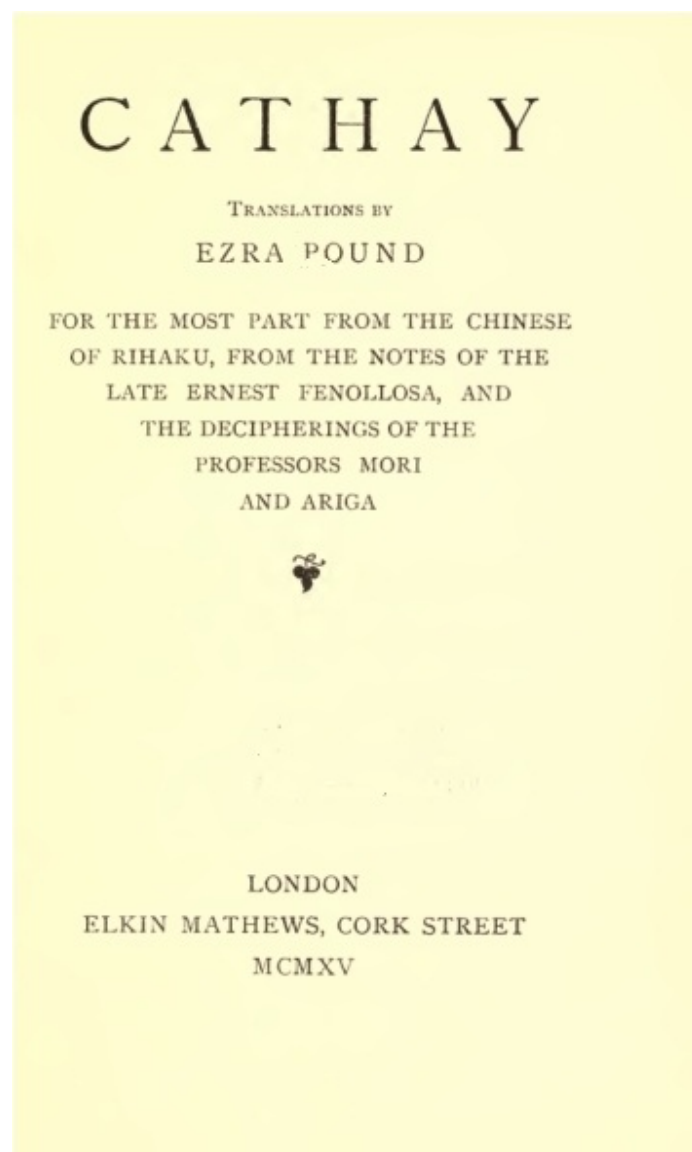 CATHAY
TRANSLATIONS BY
EZRA POUND
FOR THE MOST PART FROM THE CHINESE
OF RIHAKU, FROM THE NOTES OF THE
LATE ERNEST FENOLLOSA, AND
THE DECIPHERINGS OF THE
PROFESSORS MORI
AND ARIGA
LONDON
ELKIN MATHEWS, CORK STREET
MCMXV